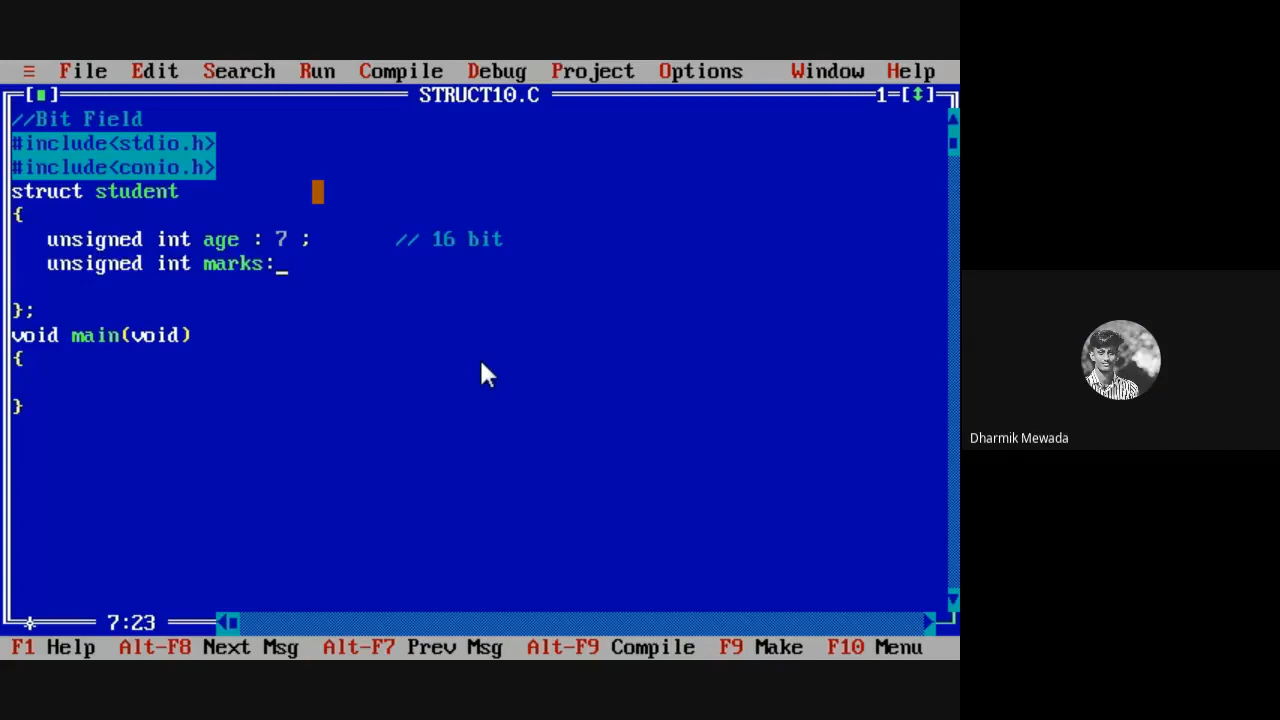 ≡ File Edit Search Run Compile Debug Project Options Window Help
[■] STRUCT10.C 1=[↕]
//Bit Field
#include<stdio.h>
#include<conio.h>
struct student
{
unsigned int age : 7 ; // 16 bit
unsigned int marks:_
};
void main(void)
{
}
7:23
F1 Help Alt-F8 Next Msg Alt-F7 Prev Msg Alt-F9 Compile F9 Make F10 Menu
Dharmik Mewada